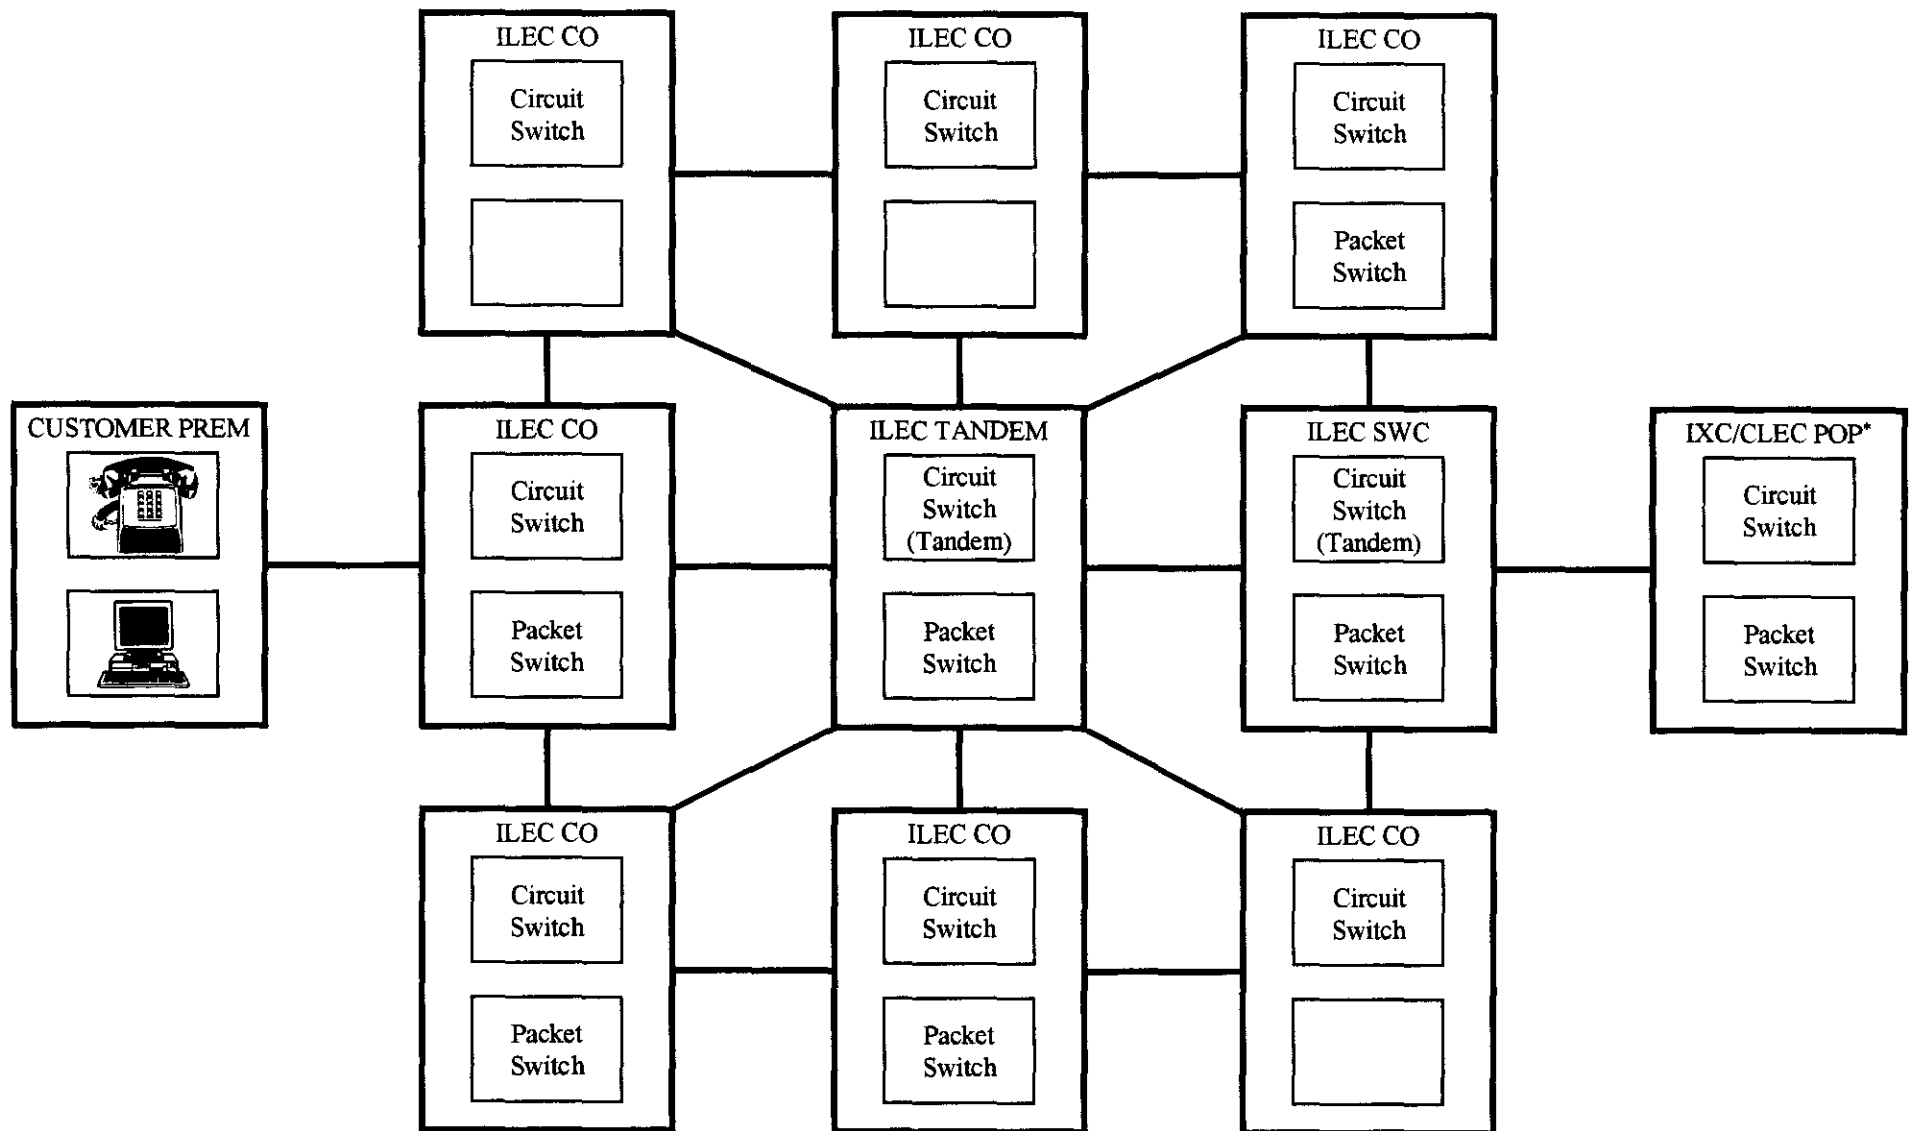 ILEC CO
Circuit
Switch
ILEC CO
Circuit
Switch
ILEC CO
Circuit
Switch
Packet
Switch
CUSTOMER PREM
ILEC CO
Circuit
Switch
Packet
Switch
ILEC TANDEM
Circuit
Switch
(Tandem)
Packet
Switch
ILEC SWC
Circuit
Switch
(Tandem)
Packet
Switch
IXC/CLEC POP*
Circuit
Switch
Packet
Switch
ILEC CO
Circuit
Switch
Packet
Switch
ILEC CO
Circuit
Switch
Packet
Switch
ILEC CO
Circuit
Switch